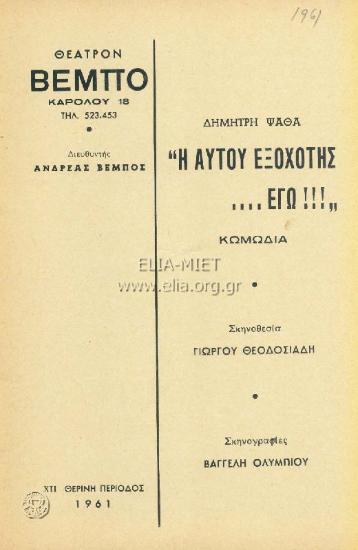 1961
ΘΕΑΤΡΟΝ
ΒΕΜΠΟ
ΚΑΡΟΛΟΥ 18
ΤΗΛ. 523.453
Διευθυντής
ΑΝΔΡΕΑΣ ΒΕΜΠΟΣ
ΧΤΙ ΘΕΡΙΝΗ ΠΕΡΙΟΔΟΣ
1961
ΔΗΜΗΤΡΗ ΨΑΘΑ
“Η ΑΥΤΟΥ ΕΞΟΧΟΤΗΣ
....ΕΓΩ!!!„
ΚΩΜΩΔΙΑ
Σκηνοθεσία
ΓΙΩΡΓΟΥ ΘΕΟΔΟΣΙΑΔΗ
Σκηνογραφίες
ΒΑΓΓΕΛΗ ΟΛΥΜΠΙΟΥ
ELIA-MIET
www.elia.org.gr